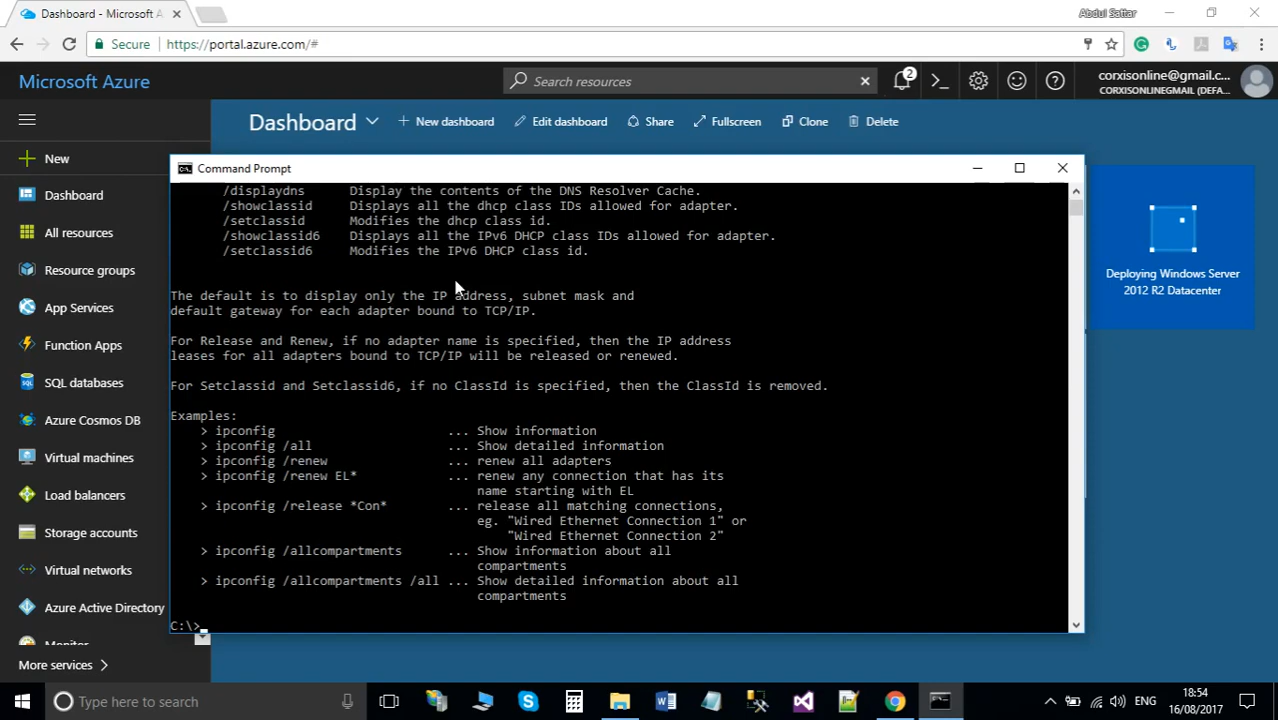 Dashboard - Microsoft A
Abdul Sattar
Secure
https://portal.azure.com/#
Microsoft Azure
Search resources
2
corxisonline@gmail.c...
CORXISONLINEGMAIL (DEFA...
Dashboard
New dashboard
Edit dashboard
Share
Fullscreen
Clone
Delete
New
Dashboard
All resources
Resource groups
App Services
Function Apps
SQL databases
Azure Cosmos DB
Virtual machines
Load balancers
Storage accounts
Virtual networks
Azure Active Directory
Monitor
More services
Command Prompt
/displaydns Display the contents of the DNS Resolver Cache.
/showclassid Displays all the dhcp class IDs allowed for adapter.
/setclassid Modifies the dhcp class id.
/showclassid6 Displays all the IPv6 DHCP class IDs allowed for adapter.
/setclassid6 Modifies the IPv6 DHCP class id.
The default is to display only the IP address, subnet mask and
default gateway for each adapter bound to TCP/IP.
For Release and Renew, if no adapter name is specified, then the IP address
leases for all adapters bound to TCP/IP will be released or renewed.
For Setclassid and Setclassid6, if no ClassId is specified, then the ClassId is removed.
Examples:
> ipconfig ... Show information
> ipconfig /all ... Show detailed information
> ipconfig /renew ... renew all adapters
> ipconfig /renew EL* ... renew any connection that has its
name starting with EL
> ipconfig /release *Con* ... release all matching connections,
eg. "Wired Ethernet Connection 1" or
"Wired Ethernet Connection 2"
> ipconfig /allcompartments ... Show information about all
compartments
> ipconfig /allcompartments /all ... Show detailed information about all
compartments
C:\>_
Deploying Windows Server
2012 R2 Datacenter
Type here to search
ENG
18:54
16/08/2017